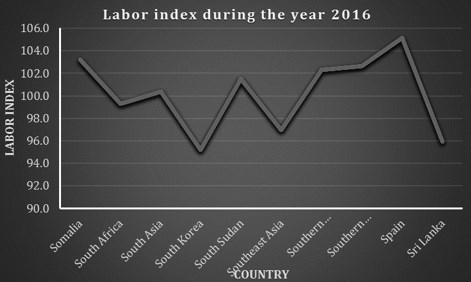 Labor index during the year 2016
LABOR INDEX
106.0
104.0
102.0
100.0
98.0
96.0
94.0
92.0
90.0
Somalia
South Africa
South Asia
South Korea
South Sudan
Southeast Asia
Southern...
Southern...
Spain
Sri Lanka
COUNTRY